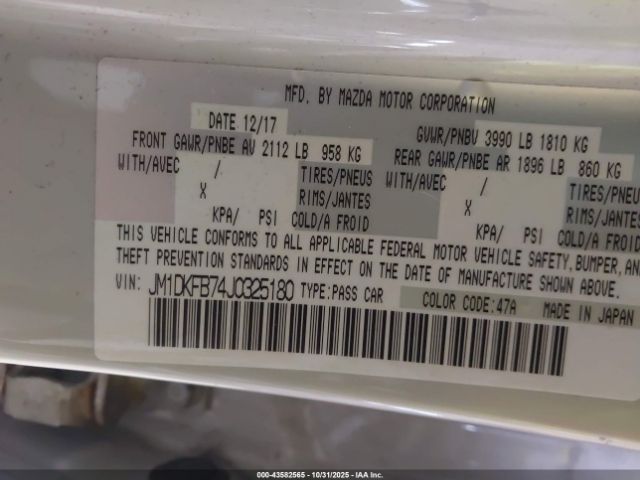 MFD. BY MAZDA MOTOR CORPORATION
DATE 12/17 GVWR/PNBV 3990 LB 1810 KG
FRONT GAWR/PNBE AV 2112 LB 958 KG REAR GAWR/PNBE AR 1896 LB 860 KG
WITH/AVEC / TIRES/PNEUS WITH/AVEC / TIRES/PNEUS
X RIMS/JANTES X RIMS/JANTES
KPA/ PSI COLD/A FROID KPA/ PSI COLD/A FROID
THIS VEHICLE CONFORMS TO ALL APPLICABLE FEDERAL MOTOR VEHICLE SAFETY, BUMPER, AND
THEFT PREVENTION STANDARDS IN EFFECT ON THE DATE OF MANUFACTURE SHOWN ABOVE.
VIN: JM1DKFB74J0325180 TYPE:PASS CAR COLOR CODE:47A MADE IN JAPAN
000-43582565 - 10/31/2025 - IAA Inc.